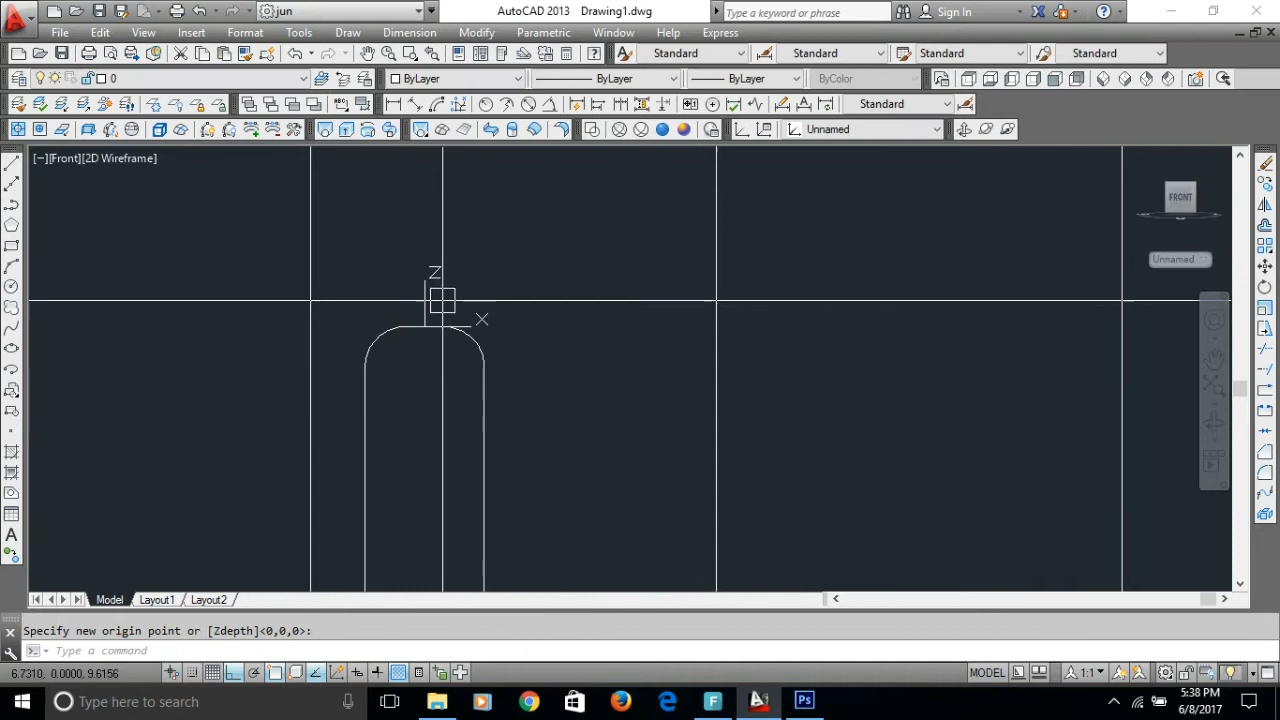 jun
AutoCAD 2013 Drawing1.dwg
Type a keyword or phrase
Sign In
File Edit View Insert Format Tools Draw Dimension Modify Parametric Window Help Express
Standard Standard Standard Standard
0 ByLayer ByLayer ByLayer ByColor
Standard
Unnamed
[−][Front][2D Wireframe]
FRONT
Unnamed
Z
X
Model Layout1 Layout2
Specify new origin point or [Zdepth]<0,0,0>:
Type a command
6.7310, 0.0000, 9.6156
MODEL 1:1
Type here to search
F
Ps
5:38 PM
6/8/2017